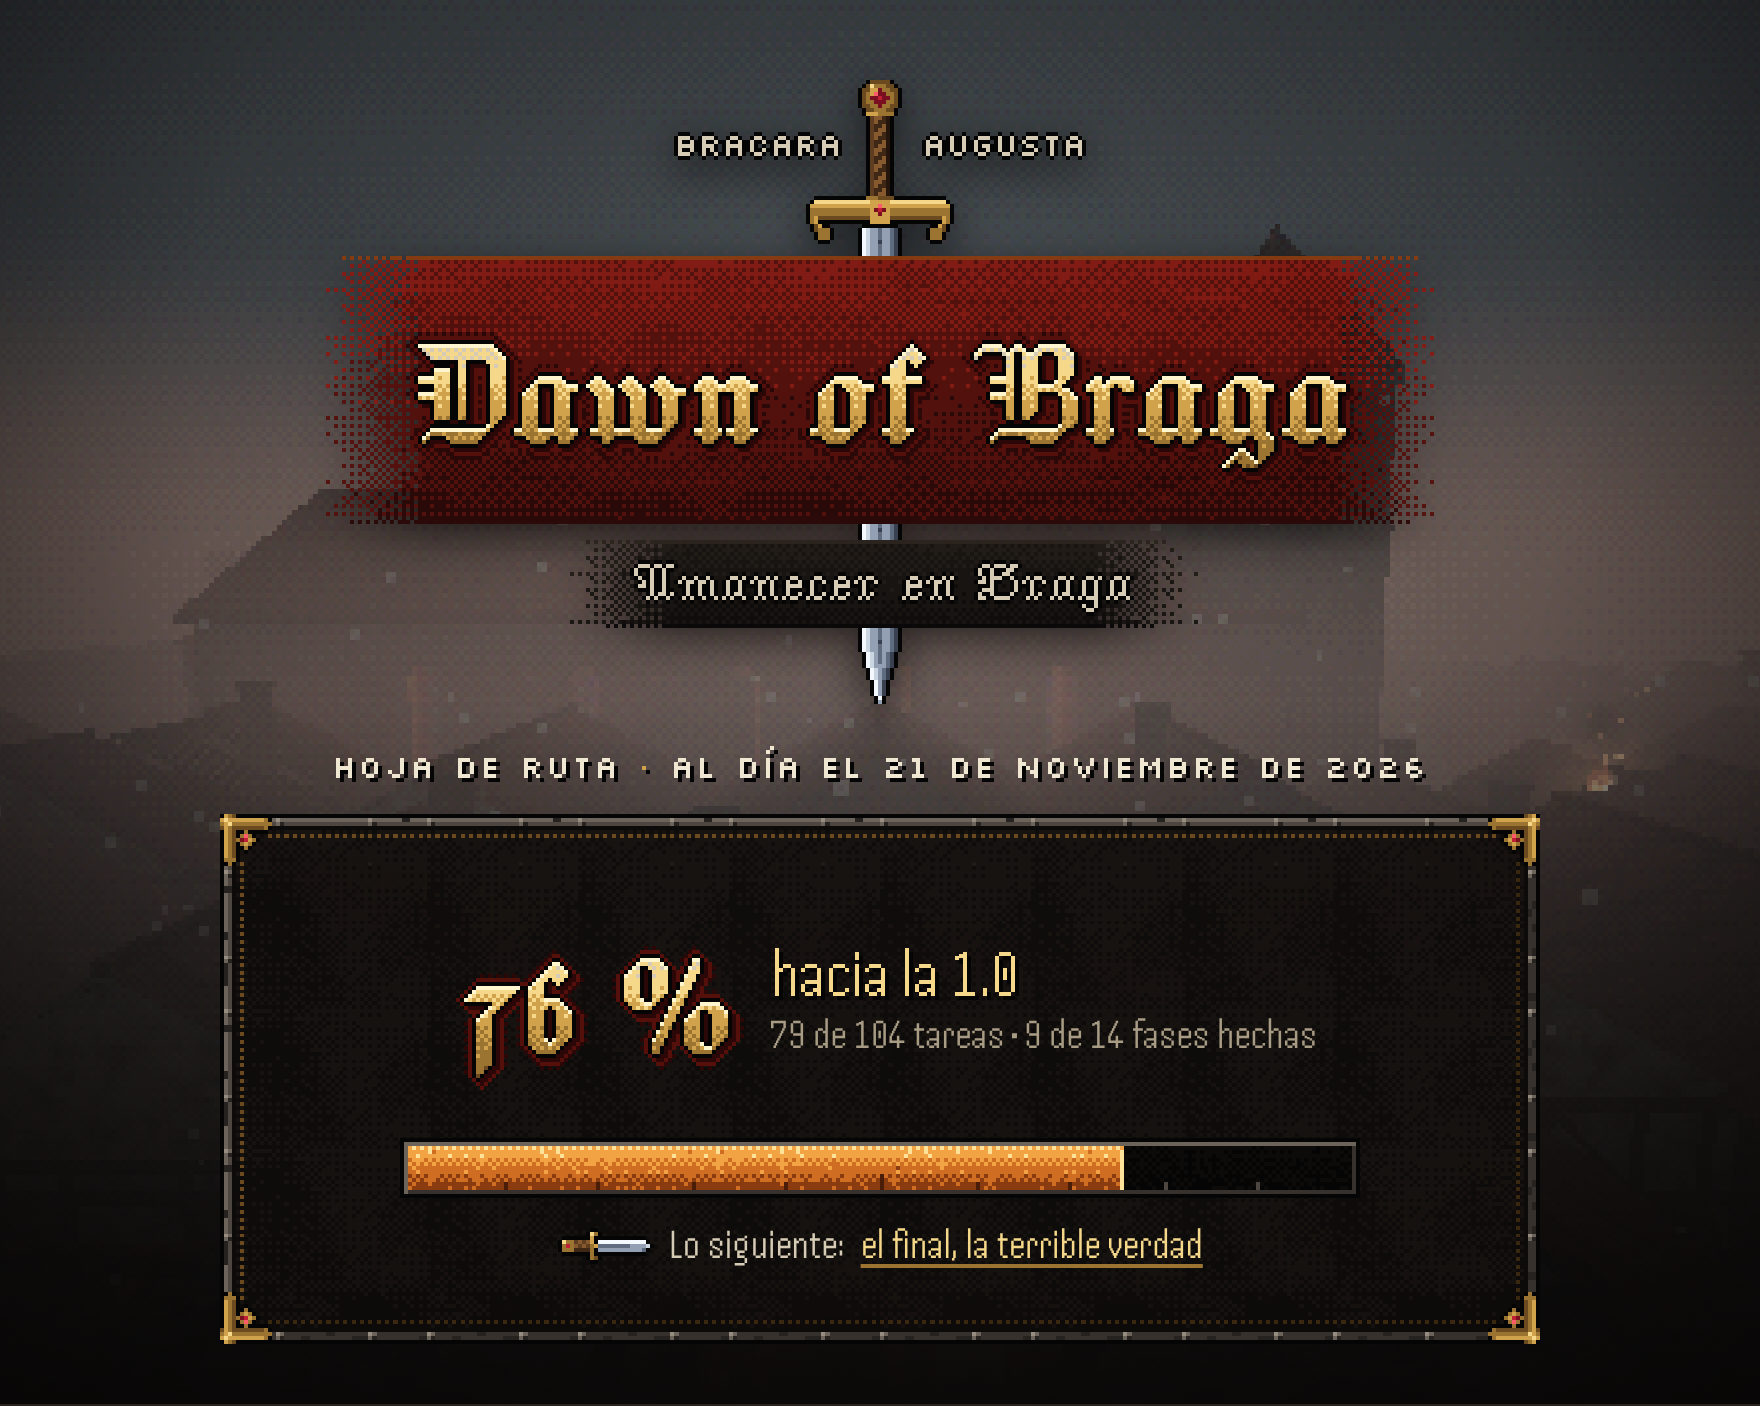 BRACARA AUGUSTA
Dawn of Braga
Amanecer en Braga
HOJA DE RUTA · AL DÍA EL 21 DE NOVIEMBRE DE 2026
76 %
hacia la 1.0
79 de 104 tareas · 9 de 14 fases hechas
Lo siguiente: el final, la terrible verdad